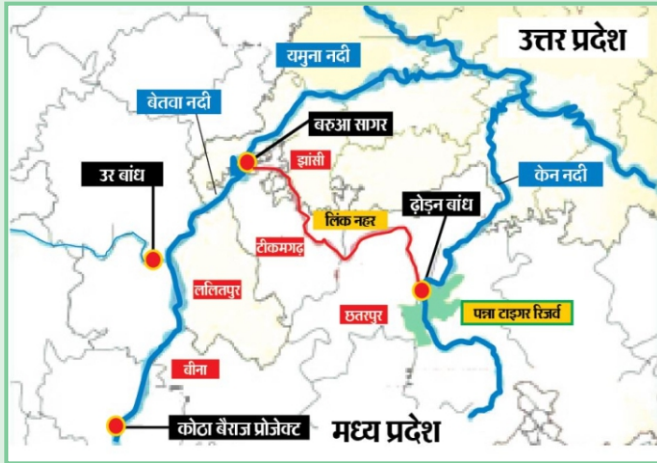 उत्तर प्रदेश
यमुना नदी
बेतवा नदी
बरुआ सागर
झांसी
उर बांध
केन नदी
ढ़ोड़न बांध
लिंक नहर
टीकमगढ़
ललितपुर
छतरपुर
पन्ना टाइगर रिजर्व
बीना
कोठा बैराज प्रोजेक्ट
मध्य प्रदेश